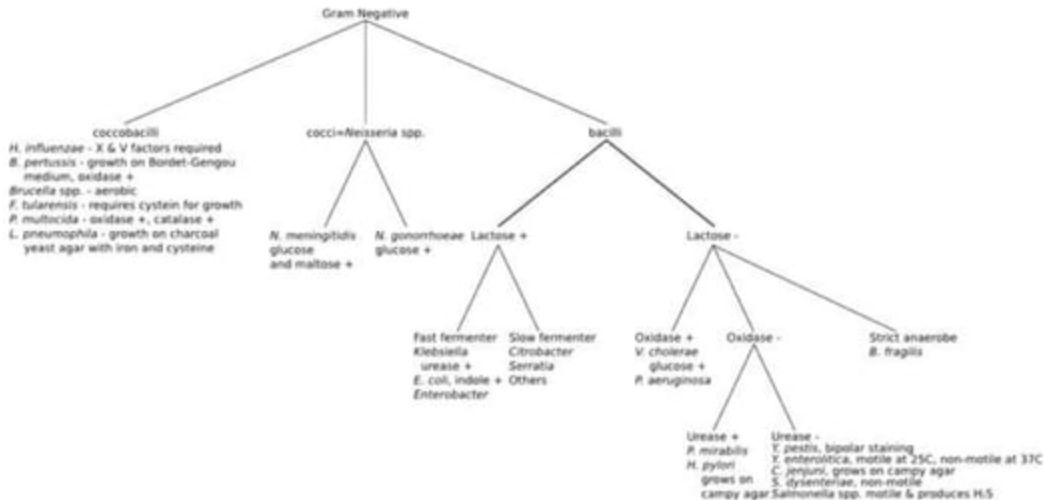 Gram Negative
coccobacilli
H. influenzae - X & V factors required
B. pertussis - growth on Bordet-Gengou
medium, oxidase +
Brucella spp. - aerobic
F. tularensis - requires cystein for growth
P. multocida - oxidase +, catalase +
L. pneumophila - growth on charcoal
yeast agar with iron and cysteine
cocci=Neisseria spp.
N. meningitidis
glucose
and maltose +
N. gonorrhoeae
glucose +
bacilli
Lactose +
Fast fermenter
Klebsiella
urease +
E. coli, indole +
Enterobacter
Slow fermenter
Citrobacter
Serratia
Others
Lactose -
Oxidase +
V. cholerae
glucose +
P. aeruginosa
Oxidase -
Urease +
P. mirabilis
H. pylori
grows on
campy agar
Urease -
Y. pestis, bipolar staining
Y. enterolitica, motile at 25C, non-motile at 37C
C. jenjuni, grows on campy agar
S. dysenteriae, non-motile
Salmonella spp. motile & produces H.S
Strict anaerobe
B. fragilis